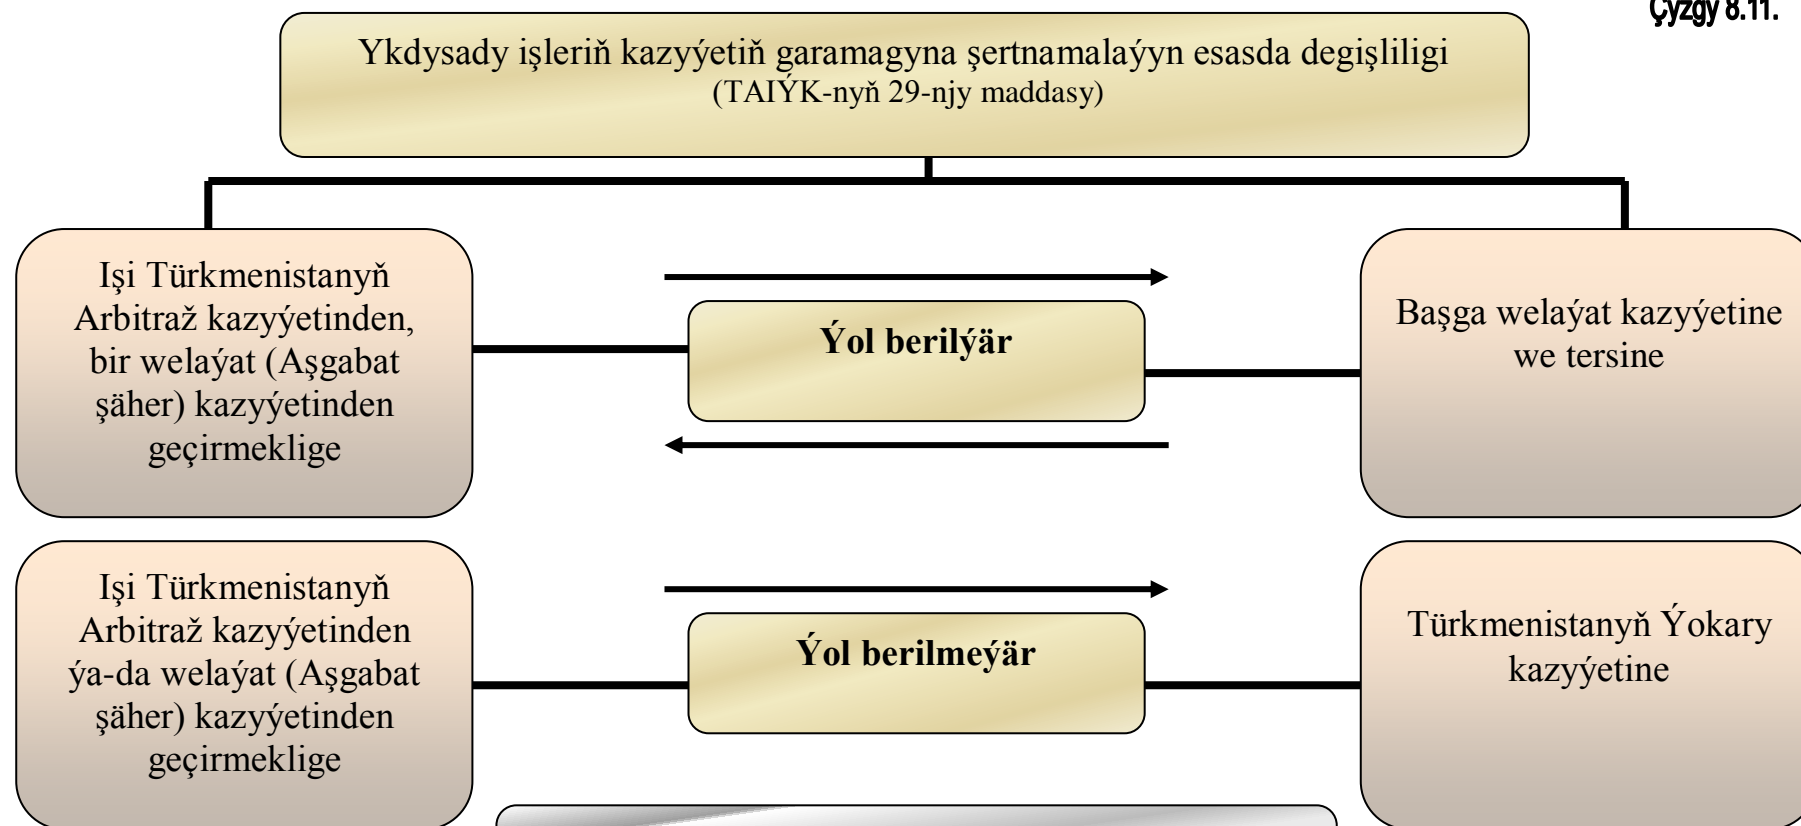 Çyzgy 8.11.
Ykdysady işleriň kazyýetiň garamagyna şertnamalaýyn esasda degişliligi
(TAIÝK-nyň 29-njy maddasy)
Işi Türkmenistanyň
Arbitraž kazyýetinden,
bir welaýat (Aşgabat
şäher) kazyýetinden
geçirmeklige
Ýol berilýär
Başga welaýat kazyýetine
we tersine
Işi Türkmenistanyň
Arbitraž kazyýetinden
ýa-da welaýat (Aşgabat
şäher) kazyýetinden
geçirmeklige
Ýol berilmeýär
Türkmenistanyň Ýokary
kazyýetine